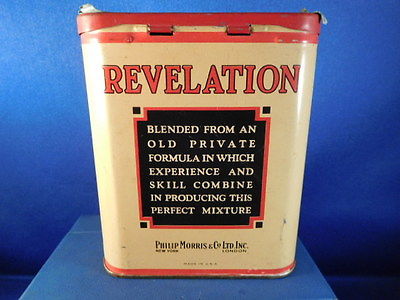 REVELATION
BLENDED FROM AN
OLD PRIVATE
FORMULA IN WHICH
EXPERIENCE AND
SKILL COMBINE
IN PRODUCING THIS
PERFECT MIXTURE
PHILIP MORRIS & CO LTD. INC.
NEW YORK LONDON
MADE IN U.S.A.